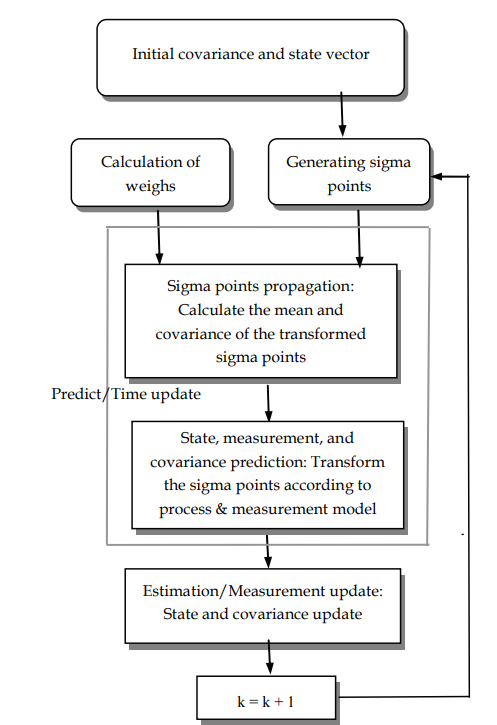 Initial covariance and state vector
Calculation of
weighs
Generating sigma
points
Sigma points propagation:
Calculate the mean and
covariance of the transformed
sigma points
Predict/Time update
State, measurement, and
covariance prediction: Transform
the sigma points according to
process & measurement model
Estimation/Measurement update:
State and covariance update
k = k + 1